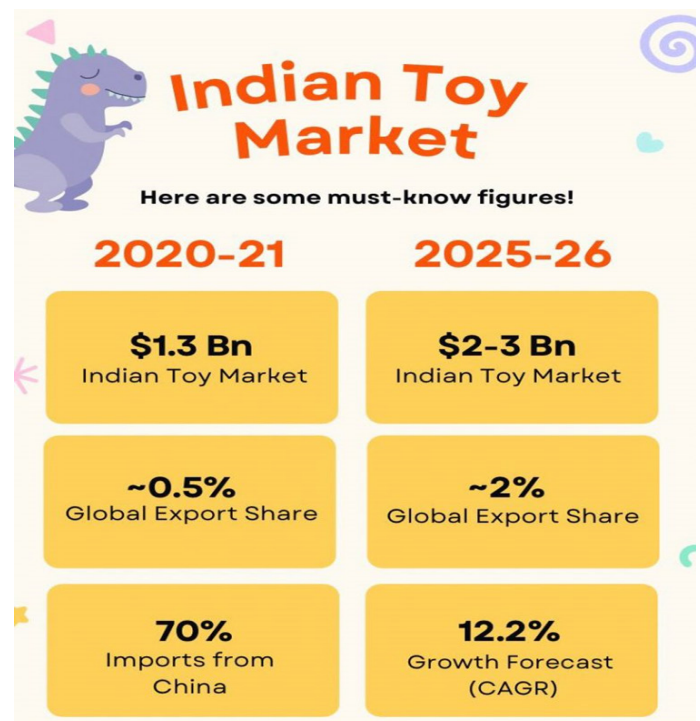 Indian Toy
Market
Here are some must-know figures!
2020-21
2025-26
$1.3 Bn
Indian Toy Market
$2-3 Bn
Indian Toy Market
~0.5%
Global Export Share
~2%
Global Export Share
70%
Imports from
China
12.2%
Growth Forecast
(CAGR)